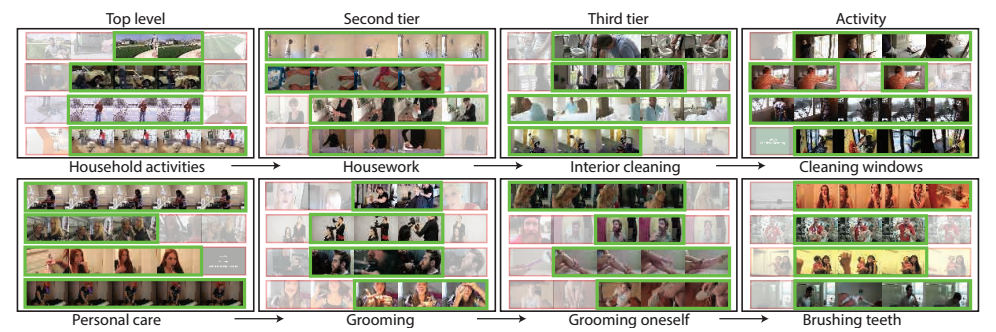 Top level
Second tier
Third tier
Activity
Household activities
Housework
Interior cleaning
Cleaning windows
Personal care
Grooming
Grooming oneself
Brushing teeth